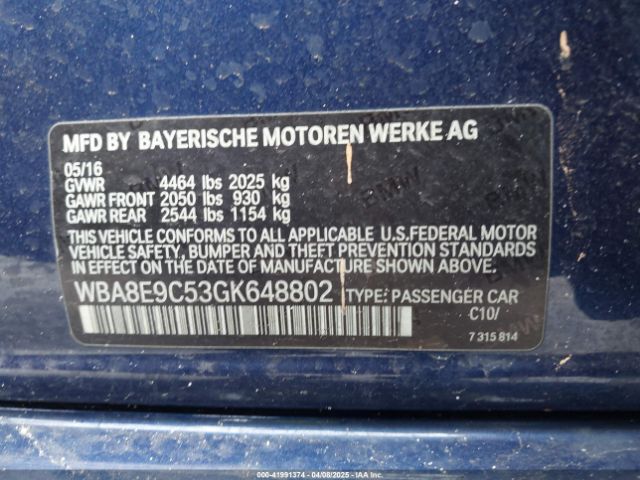 MFD BY BAYERISCHE MOTOREN WERKE AG
05/16
GVWR 4464 lbs 2025 kg
GAWR FRONT 2050 lbs 930 kg
GAWR REAR 2544 lbs 1154 kg
THIS VEHICLE CONFORMS TO ALL APPLICABLE U.S.FEDERAL MOTOR
VEHICLE SAFETY, BUMPER AND THEFT PREVENTION STANDARDS
IN EFFECT ON THE DATE OF MANUFACTURE SHOWN ABOVE.
WBA8E9C53GK648802 TYPE: PASSENGER CAR
C10/
7 315 814
000-41991374 04/08/2025 IAAI.COM